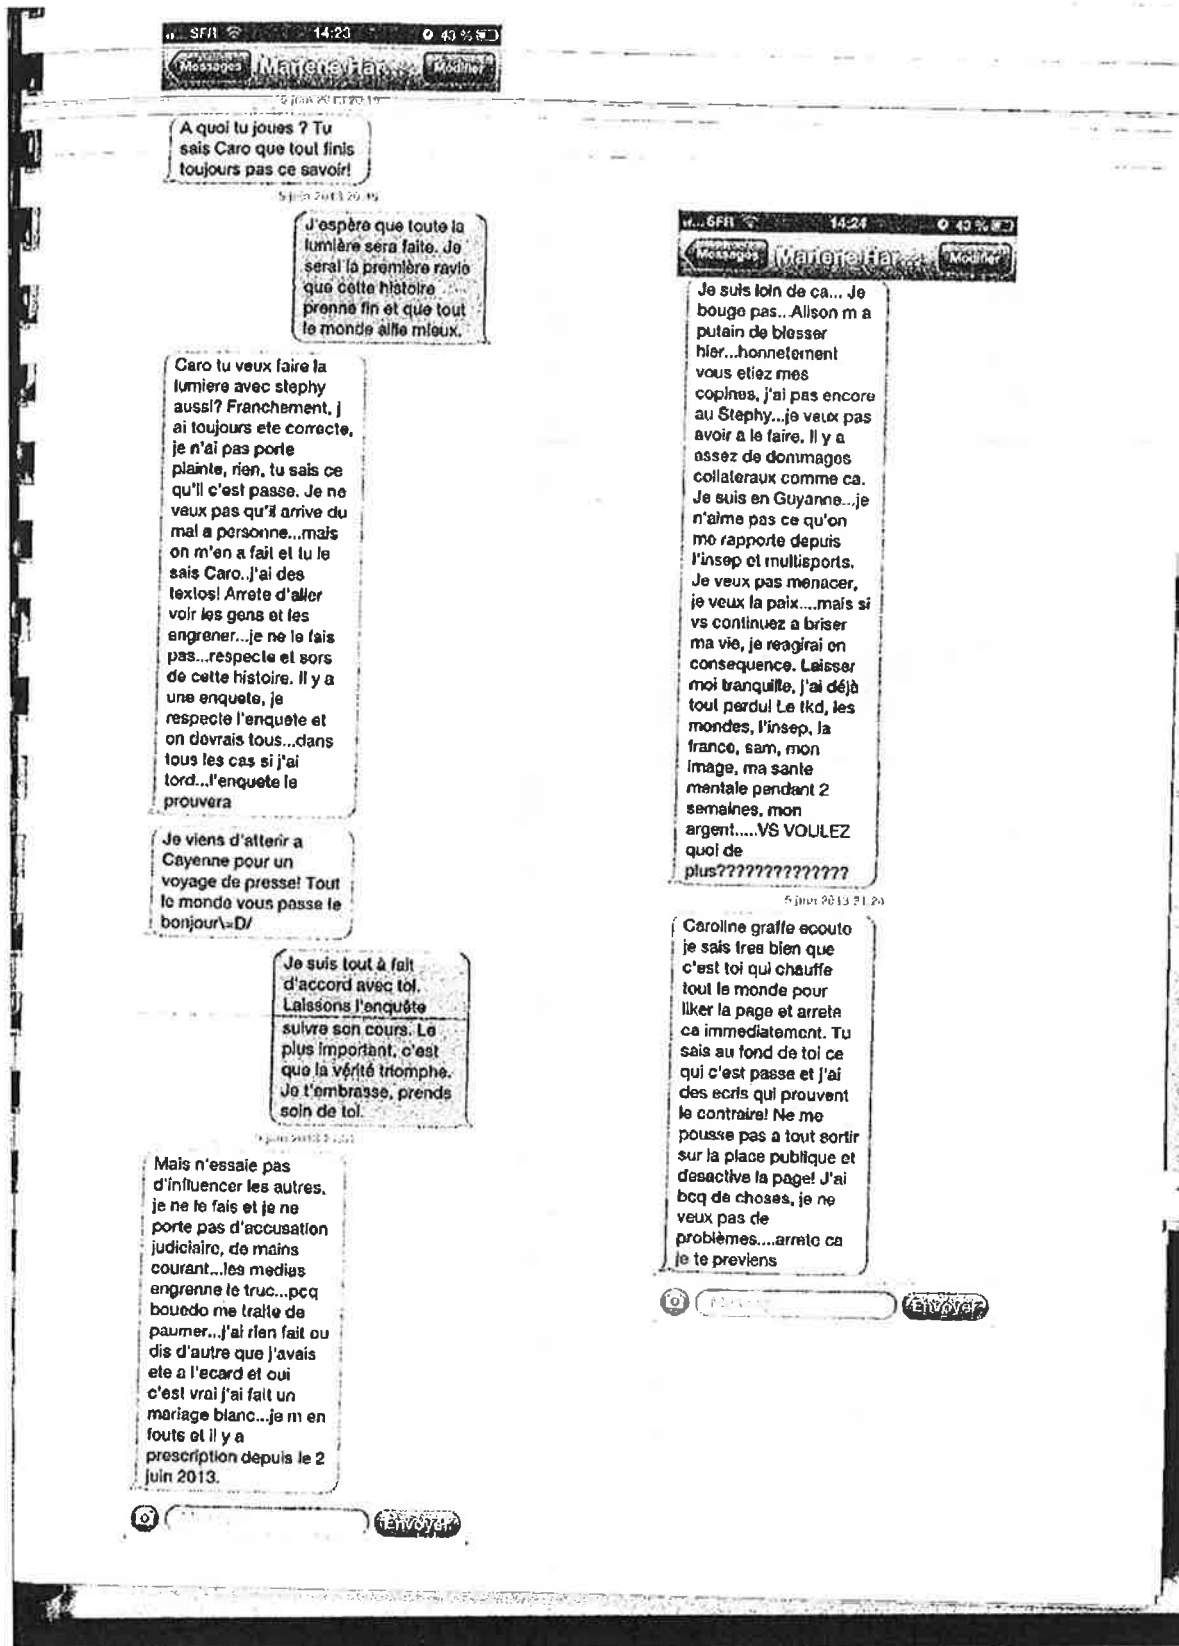 SFR 14:23 43 %
Messages Marlène Har... Modifier
5 juin 2013 20:19
A quoi tu joues ? Tu
sais Caro que tout finis
toujours pas ce savoir!
5 juin 2013 20:46
J'espère que toute la
lumière sera faite. Je
serai la première ravie
que cette histoire
prenne fin et que tout
le monde aille mieux.
Caro tu veux faire la
lumiere avec stephy
aussi? Franchement, j
ai toujours ete correcte,
je n'ai pas porte
plainte, rien, tu sais ce
qu'il c'est passe. Je ne
veux pas qu'il arrive du
mal a personne...mais
on m'en a fait et tu le
sais Caro..j'ai des
textos! Arrete d'aller
voir les gens et les
engrener...je ne le fais
pas...respecte et sors
de cette histoire. Il y a
une enquete, je
respecte l'enquete et
on devrais tous...dans
tous les cas si j'ai
tord...l'enquete le
prouvera
Je viens d'atterir a
Cayenne pour un
voyage de presse! Tout
le monde vous passe le
bonjour\=D/
Je suis tout à fait
d'accord avec toi.
Laissons l'enquête
suivre son cours. Le
plus important, c'est
que la vérité triomphe.
Je t'embrasse, prends
soin de toi.
juin 2013
Mais n'essaie pas
d'influencer les autres,
je ne le fais et je ne
porte pas d'accusation
judiciaire, de mains
courant...les medias
engrenne le truc...pcq
bouedo me traite de
paumer...j'ai rien fait ou
dis d'autre que j'avais
ete a l'ecard et oui
c'est vrai j'ai fait un
mariage blanc...je m en
fouts et il y a
prescription depuis le 2
juin 2013.
Envoyer
SFR 14:24 43 %
Messages Marlène Har... Modifier
Je suis loin de ca... Je
bouge pas...Alison m a
putain de blesser
hier...honnetement
vous etiez mes
copines, j'ai pas encore
au Stephy...je veux pas
avoir a le faire. Il y a
assez de dommages
collateraux comme ca.
Je suis en Guyanne...je
n'aime pas ce qu'on
me rapporte depuis
l'insep et multisports.
Je veux pas menacer,
je veux la paix....mais si
vs continuez a briser
ma vie, je reagirai en
consequence. Laisser
moi tranquille, j'ai déjà
tout perdu! Le tkd, les
mondes, l'insep, la
france, sam, mon
image, ma sante
mentale pendant 2
semaines, mon
argent.....VS VOULEZ
quoi de
plus??????????????
5 juin 2013 21:24
Caroline graffe ecoute
je sais tres bien que
c'est toi qui chauffe
tout le monde pour
liker la page et arrete
ca immediatement. Tu
sais au fond de toi ce
qui c'est passe et j'ai
des ecris qui prouvent
le contraire! Ne me
pousse pas a tout sortir
sur la place publique et
desactive la page! J'ai
bcq de choses, je ne
veux pas de
problèmes....arrete ca
je te previens
Envoyer